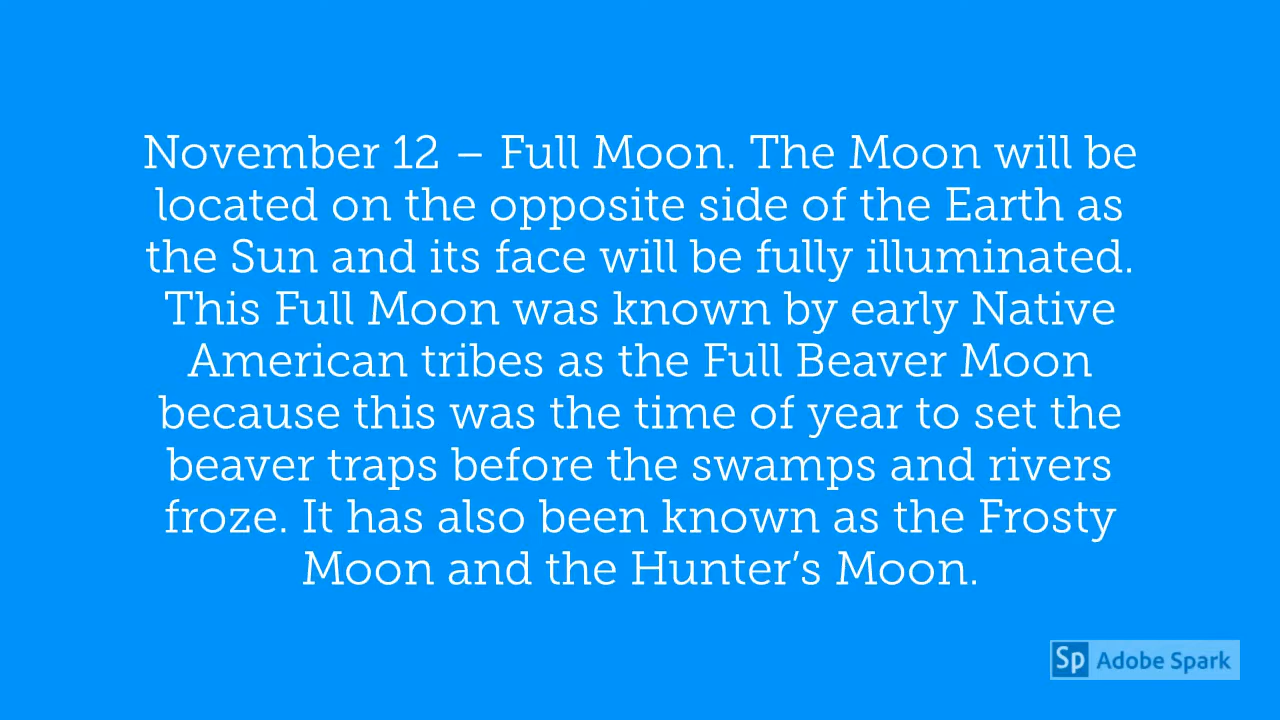 November 12 – Full Moon. The Moon will be
located on the opposite side of the Earth as
the Sun and its face will be fully illuminated.
This Full Moon was known by early Native
American tribes as the Full Beaver Moon
because this was the time of year to set the
beaver traps before the swamps and rivers
froze. It has also been known as the Frosty
Moon and the Hunter’s Moon.
Sp Adobe Spark